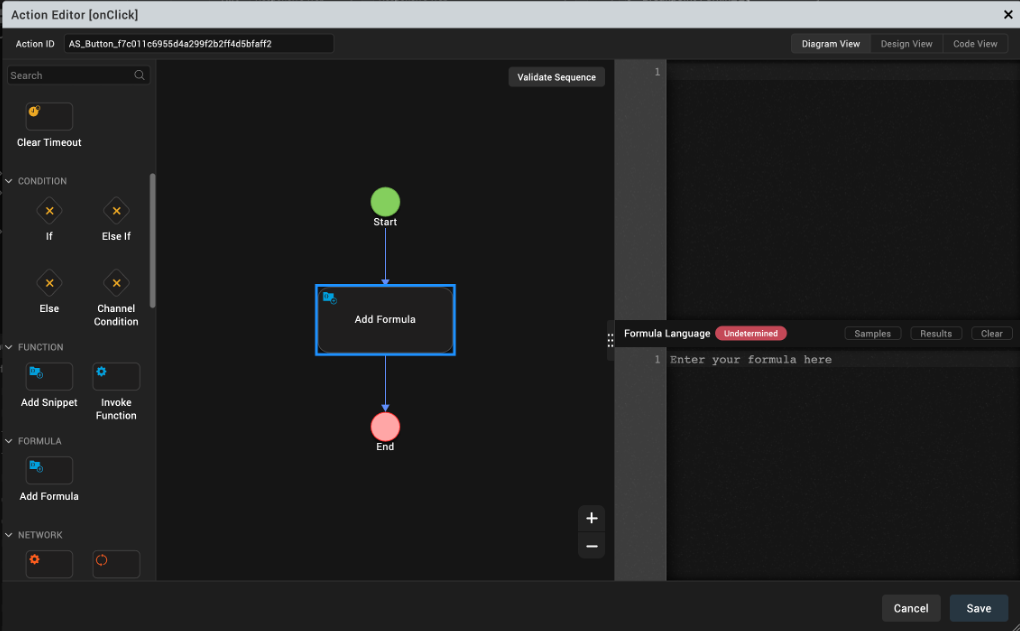 Action Editor [onClick]
Action ID AS_Button_f7c011c6955d4a299f2b2ff4d5bfaff2
Diagram View Design View Code View
Search
Validate Sequence
1
Clear Timeout
CONDITION
If Else If
Else Channel Condition
FUNCTION
Add Snippet Invoke Function
FORMULA
Add Formula
NETWORK
Start
Add Formula
End
+
−
Formula Language Undetermined Samples Results Clear
1 Enter your formula here
Cancel Save